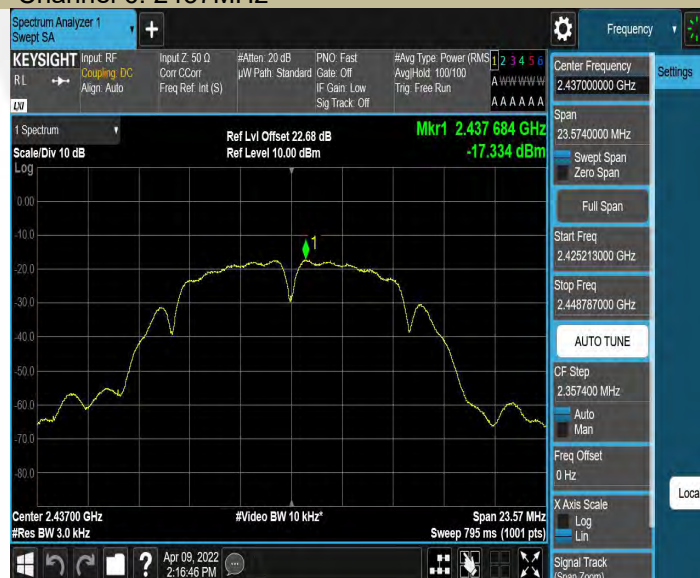 Channel 6: 2437MHz
Spectrum Analyzer 1
Swept SA
KEYSIGHT
RL
LXI
Input: RF
Coupling: DC
Align: Auto
Input Z: 50 Ω
Corr CCorr
Freq Ref: Int (S)
#Atten: 20 dB
µW Path: Standard
PNO: Fast
Gate: Off
IF Gain: Low
Sig Track: Off
#Avg Type: Power (RMS
Avg|Hold: 100/100
Trig: Free Run
1 2 3 4 5 6
A W W W W W
A A A A A A
1 Spectrum
Scale/Div 10 dB
Ref Lvl Offset 22.68 dB
Ref Level 10.00 dBm
Mkr1 2.437 684 GHz
-17.334 dBm
Log
0.00
-10.0
-20.0
-30.0
-40.0
-50.0
-60.0
-70.0
-80.0
1
Center 2.43700 GHz
#Res BW 3.0 kHz
#Video BW 10 kHz*
Span 23.57 MHz
Sweep 795 ms (1001 pts)
Apr 09, 2022
2:16:46 PM
Frequency
Settings
Center Frequency
2.437000000 GHz
Span
23.5740000 MHz
Swept Span
Zero Span
Full Span
Start Freq
2.425213000 GHz
Stop Freq
2.448787000 GHz
AUTO TUNE
CF Step
2.357400 MHz
Auto
Man
Freq Offset
0 Hz
X Axis Scale
Log
Lin
Signal Track
(Span Zoom)
Loca